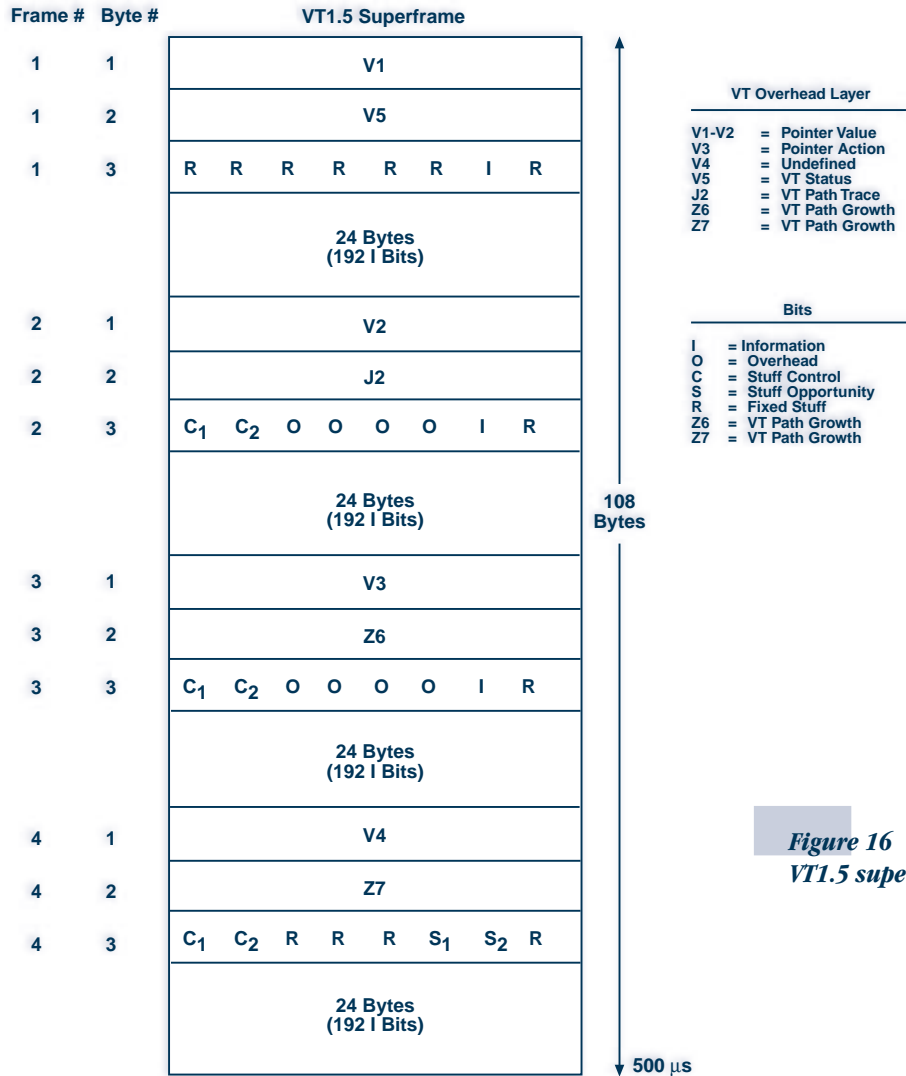 Frame # Byte # VT1.5 Superframe
1 1 V1
1 2 V5
1 3 R R R R R R I R
24 Bytes
(192 I Bits)
2 1 V2
2 2 J2
2 3 C1 C2 O O O O I R
24 Bytes
(192 I Bits)
3 1 V3
3 2 Z6
3 3 C1 C2 O O O O I R
24 Bytes
(192 I Bits)
4 1 V4
4 2 Z7
4 3 C1 C2 R R R S1 S2 R
24 Bytes
(192 I Bits)
108
Bytes
500 μs
VT Overhead Layer
V1-V2 = Pointer Value
V3 = Pointer Action
V4 = Undefined
V5 = VT Status
J2 = VT Path Trace
Z6 = VT Path Growth
Z7 = VT Path Growth
Bits
I = Information
O = Overhead
C = Stuff Control
S = Stuff Opportunity
R = Fixed Stuff
Z6 = VT Path Growth
Z7 = VT Path Growth
Figure 16
VT1.5 supe